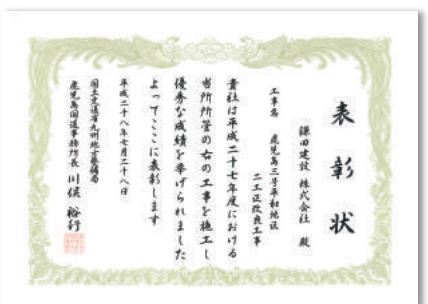 表彰状
鎌田建設 株式会社 殿
工事名 鹿児島三号平和地区
二工区改良工事
貴社は平成二十七年度における
当所所管の右の工事を施工し
優秀な成績を挙げられました
よってここに表彰します
平成二十八年七月二十八日
国土交通省九州地方整備局
鹿児島国道事務所長 川俣 裕行